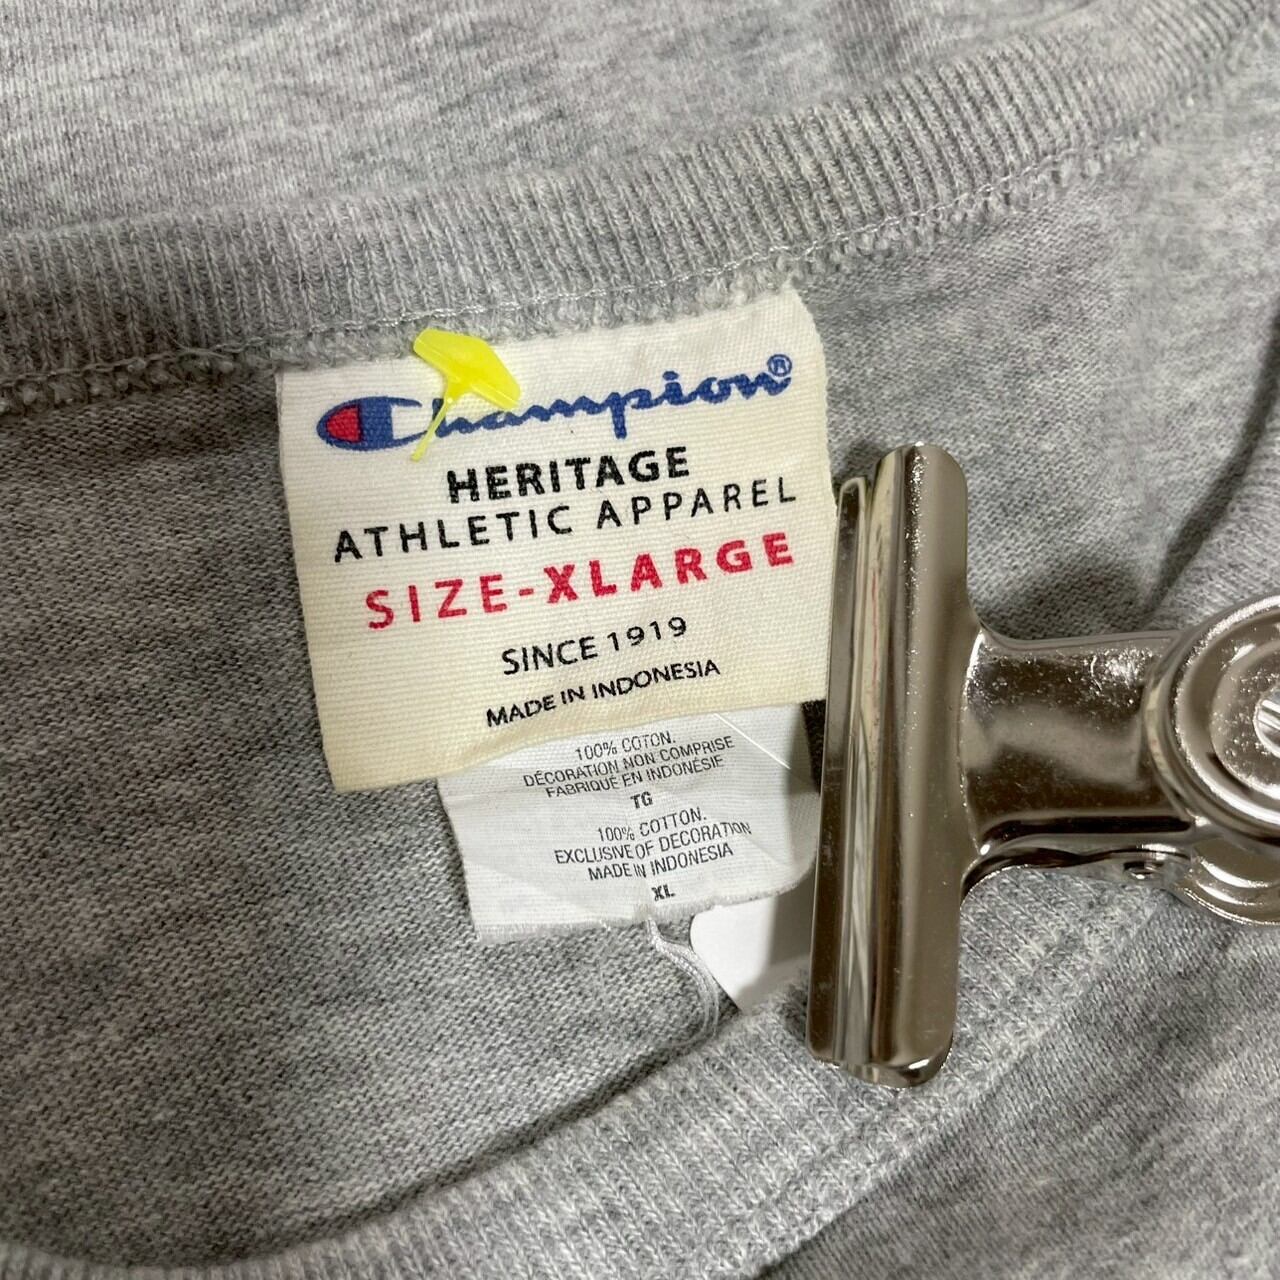 Champion®
HERITAGE
ATHLETIC APPAREL
SIZE-XLARGE
SINCE 1919
MADE IN INDONESIA
100% COTON.
DÉCORATION NON COMPRISE
FABRIQUÉ EN INDONÉSIE
TG
100% COTTON.
EXCLUSIVE OF DECORATION
MADE IN INDONESIA
XL